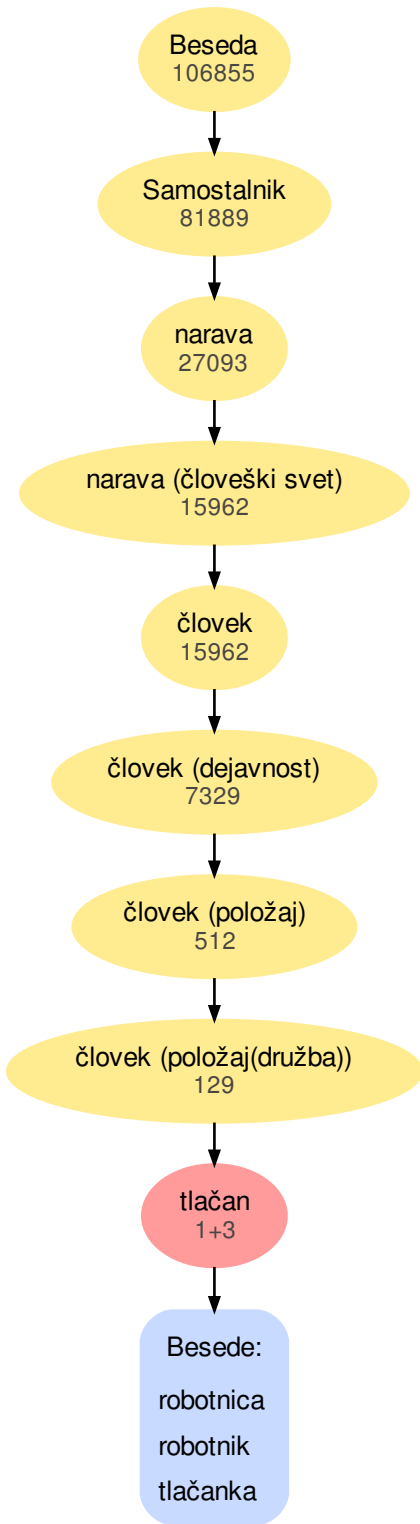 Beseda
106855
Samostalnik
81889
narava
27093
narava (človeški svet)
15962
človek
15962
človek (dejavnost)
7329
človek (položaj)
512
človek (položaj(družba))
129
tlačan
1+3
Besede:
robotnica
robotnik
tlačanka